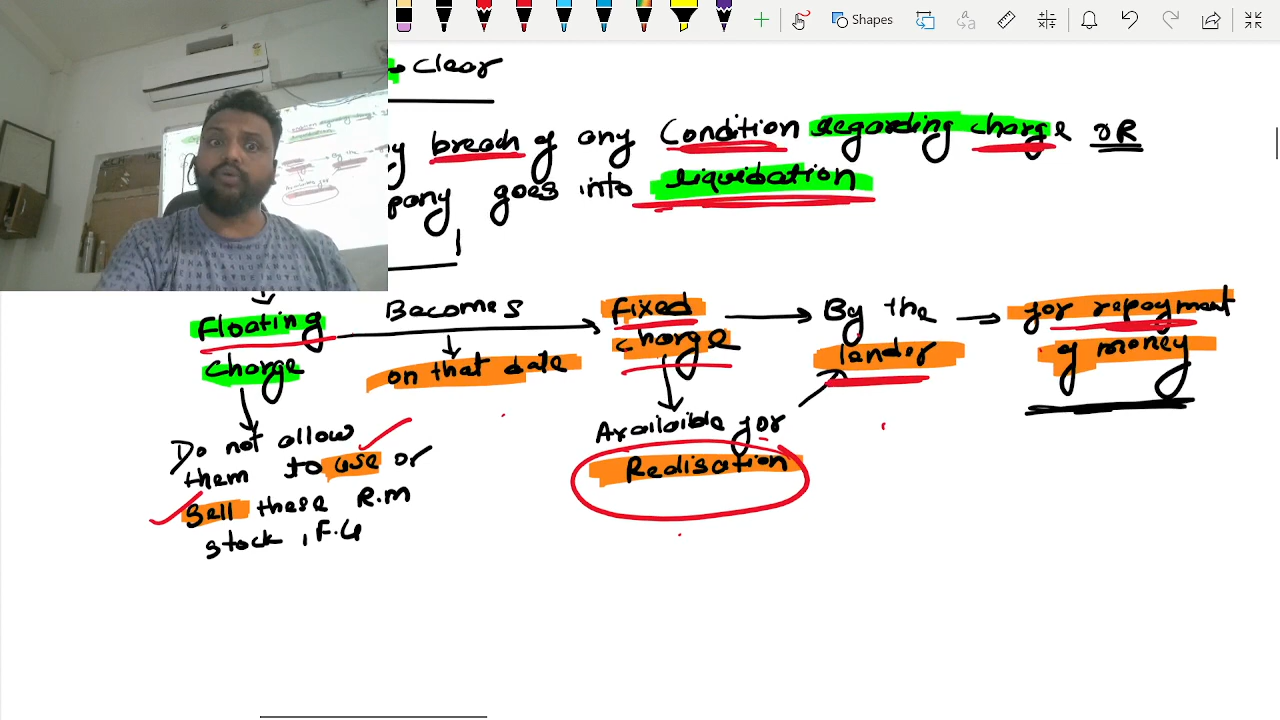 Shapes
clear
breach of any Condition regarding charge OR
goes into liquidation
Floating
charge
Becomes
on that date
fixed
charge
By the
lender
for repayment
of money
Do not allow
them to use or
sell these R.m
stock, F.G
Available for
Redisation